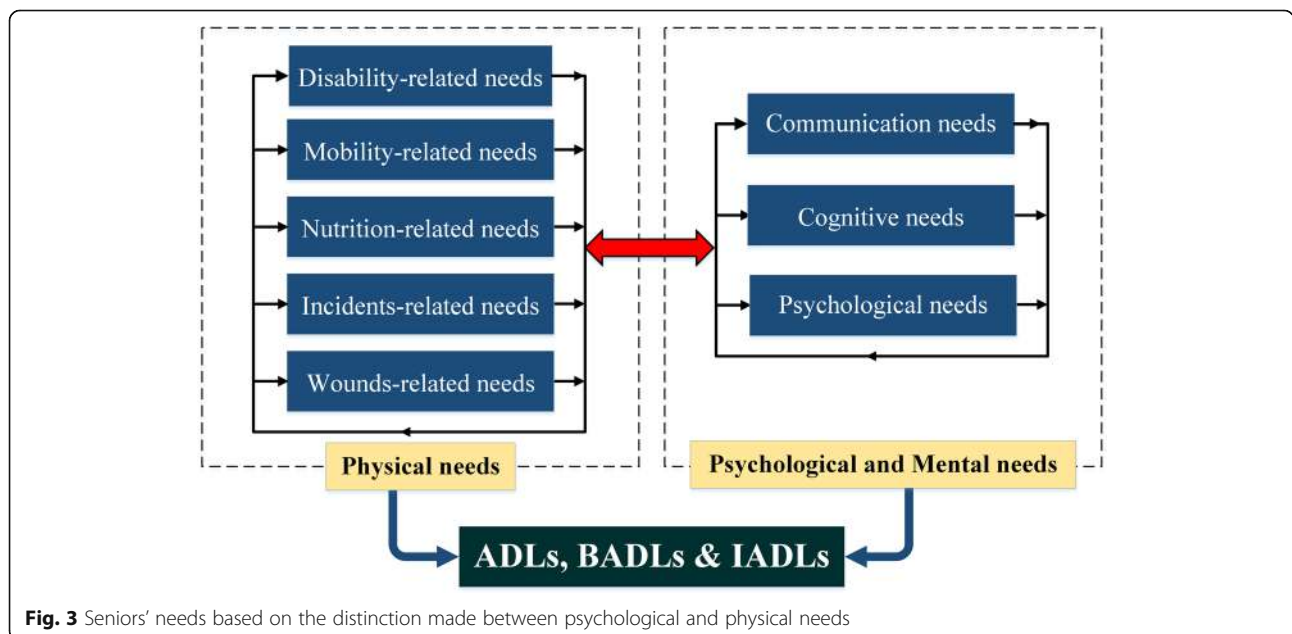 Disability-related needs
Mobility-related needs
Nutrition-related needs
Incidents-related needs
Wounds-related needs
Physical needs
Communication needs
Cognitive needs
Psychological needs
Psychological and Mental needs
ADLs, BADLs & IADLs
Fig. 3 Seniors’ needs based on the distinction made between psychological and physical needs